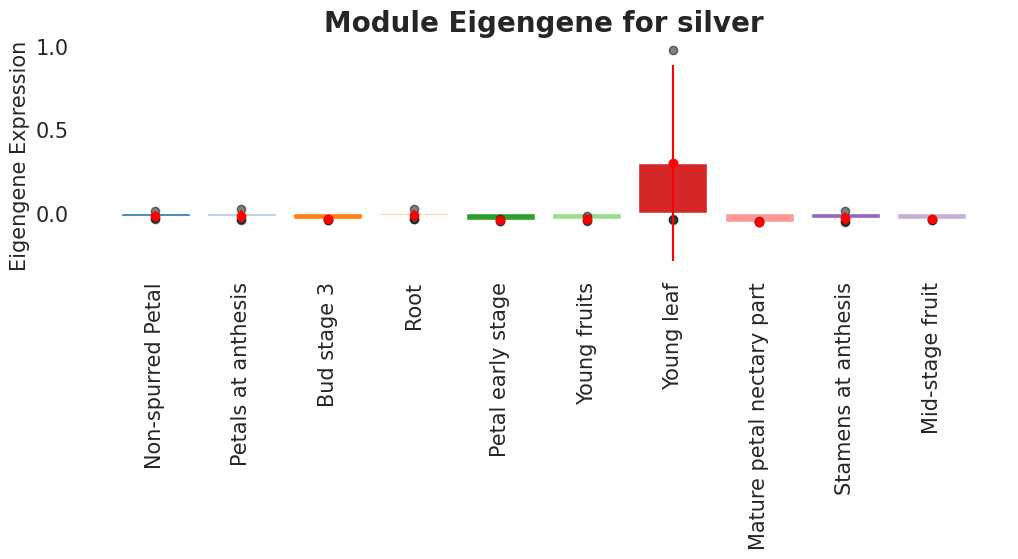 Module Eigengene for silver
Eigengene Expression
1.0
0.5
0.0
Non-spurred Petal
Petals at anthesis
Bud stage 3
Root
Petal early stage
Young fruits
Young leaf
Mature petal nectary part
Stamens at anthesis
Mid-stage fruit